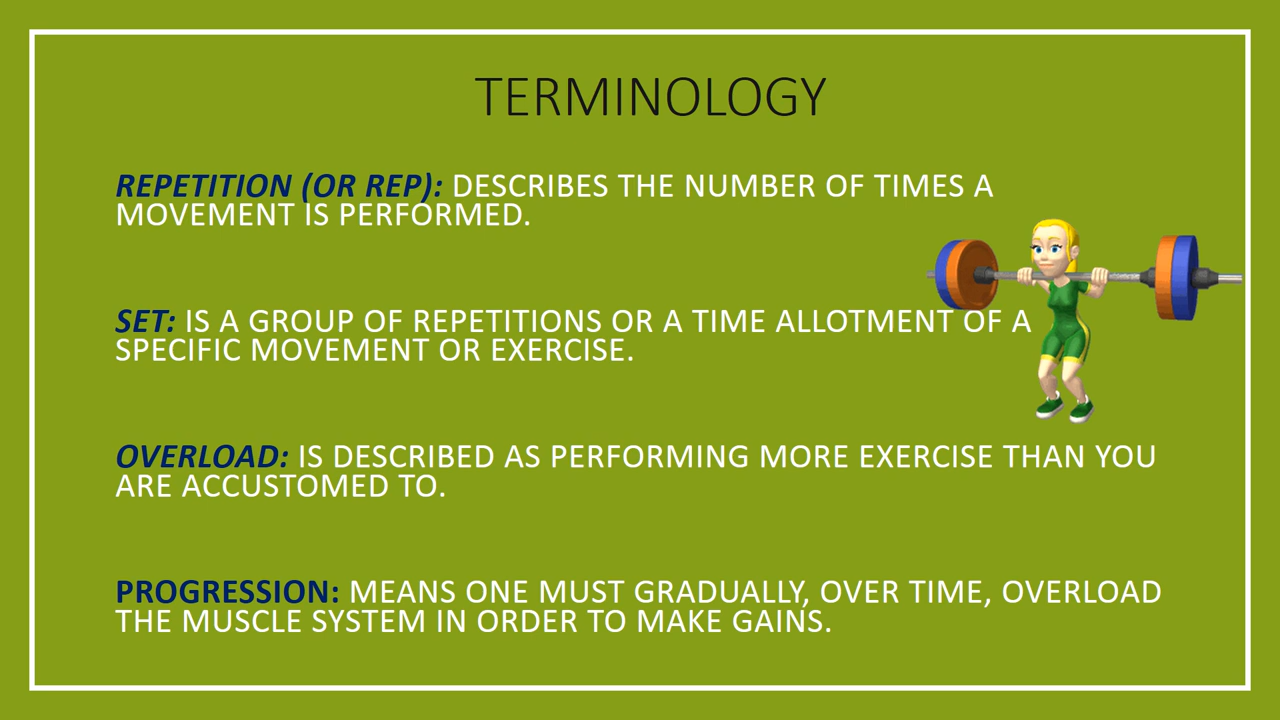 TERMINOLOGY
REPETITION (OR REP): DESCRIBES THE NUMBER OF TIMES A
MOVEMENT IS PERFORMED.
SET: IS A GROUP OF REPETITIONS OR A TIME ALLOTMENT OF A
SPECIFIC MOVEMENT OR EXERCISE.
OVERLOAD: IS DESCRIBED AS PERFORMING MORE EXERCISE THAN YOU
ARE ACCUSTOMED TO.
PROGRESSION: MEANS ONE MUST GRADUALLY, OVER TIME, OVERLOAD
THE MUSCLE SYSTEM IN ORDER TO MAKE GAINS.